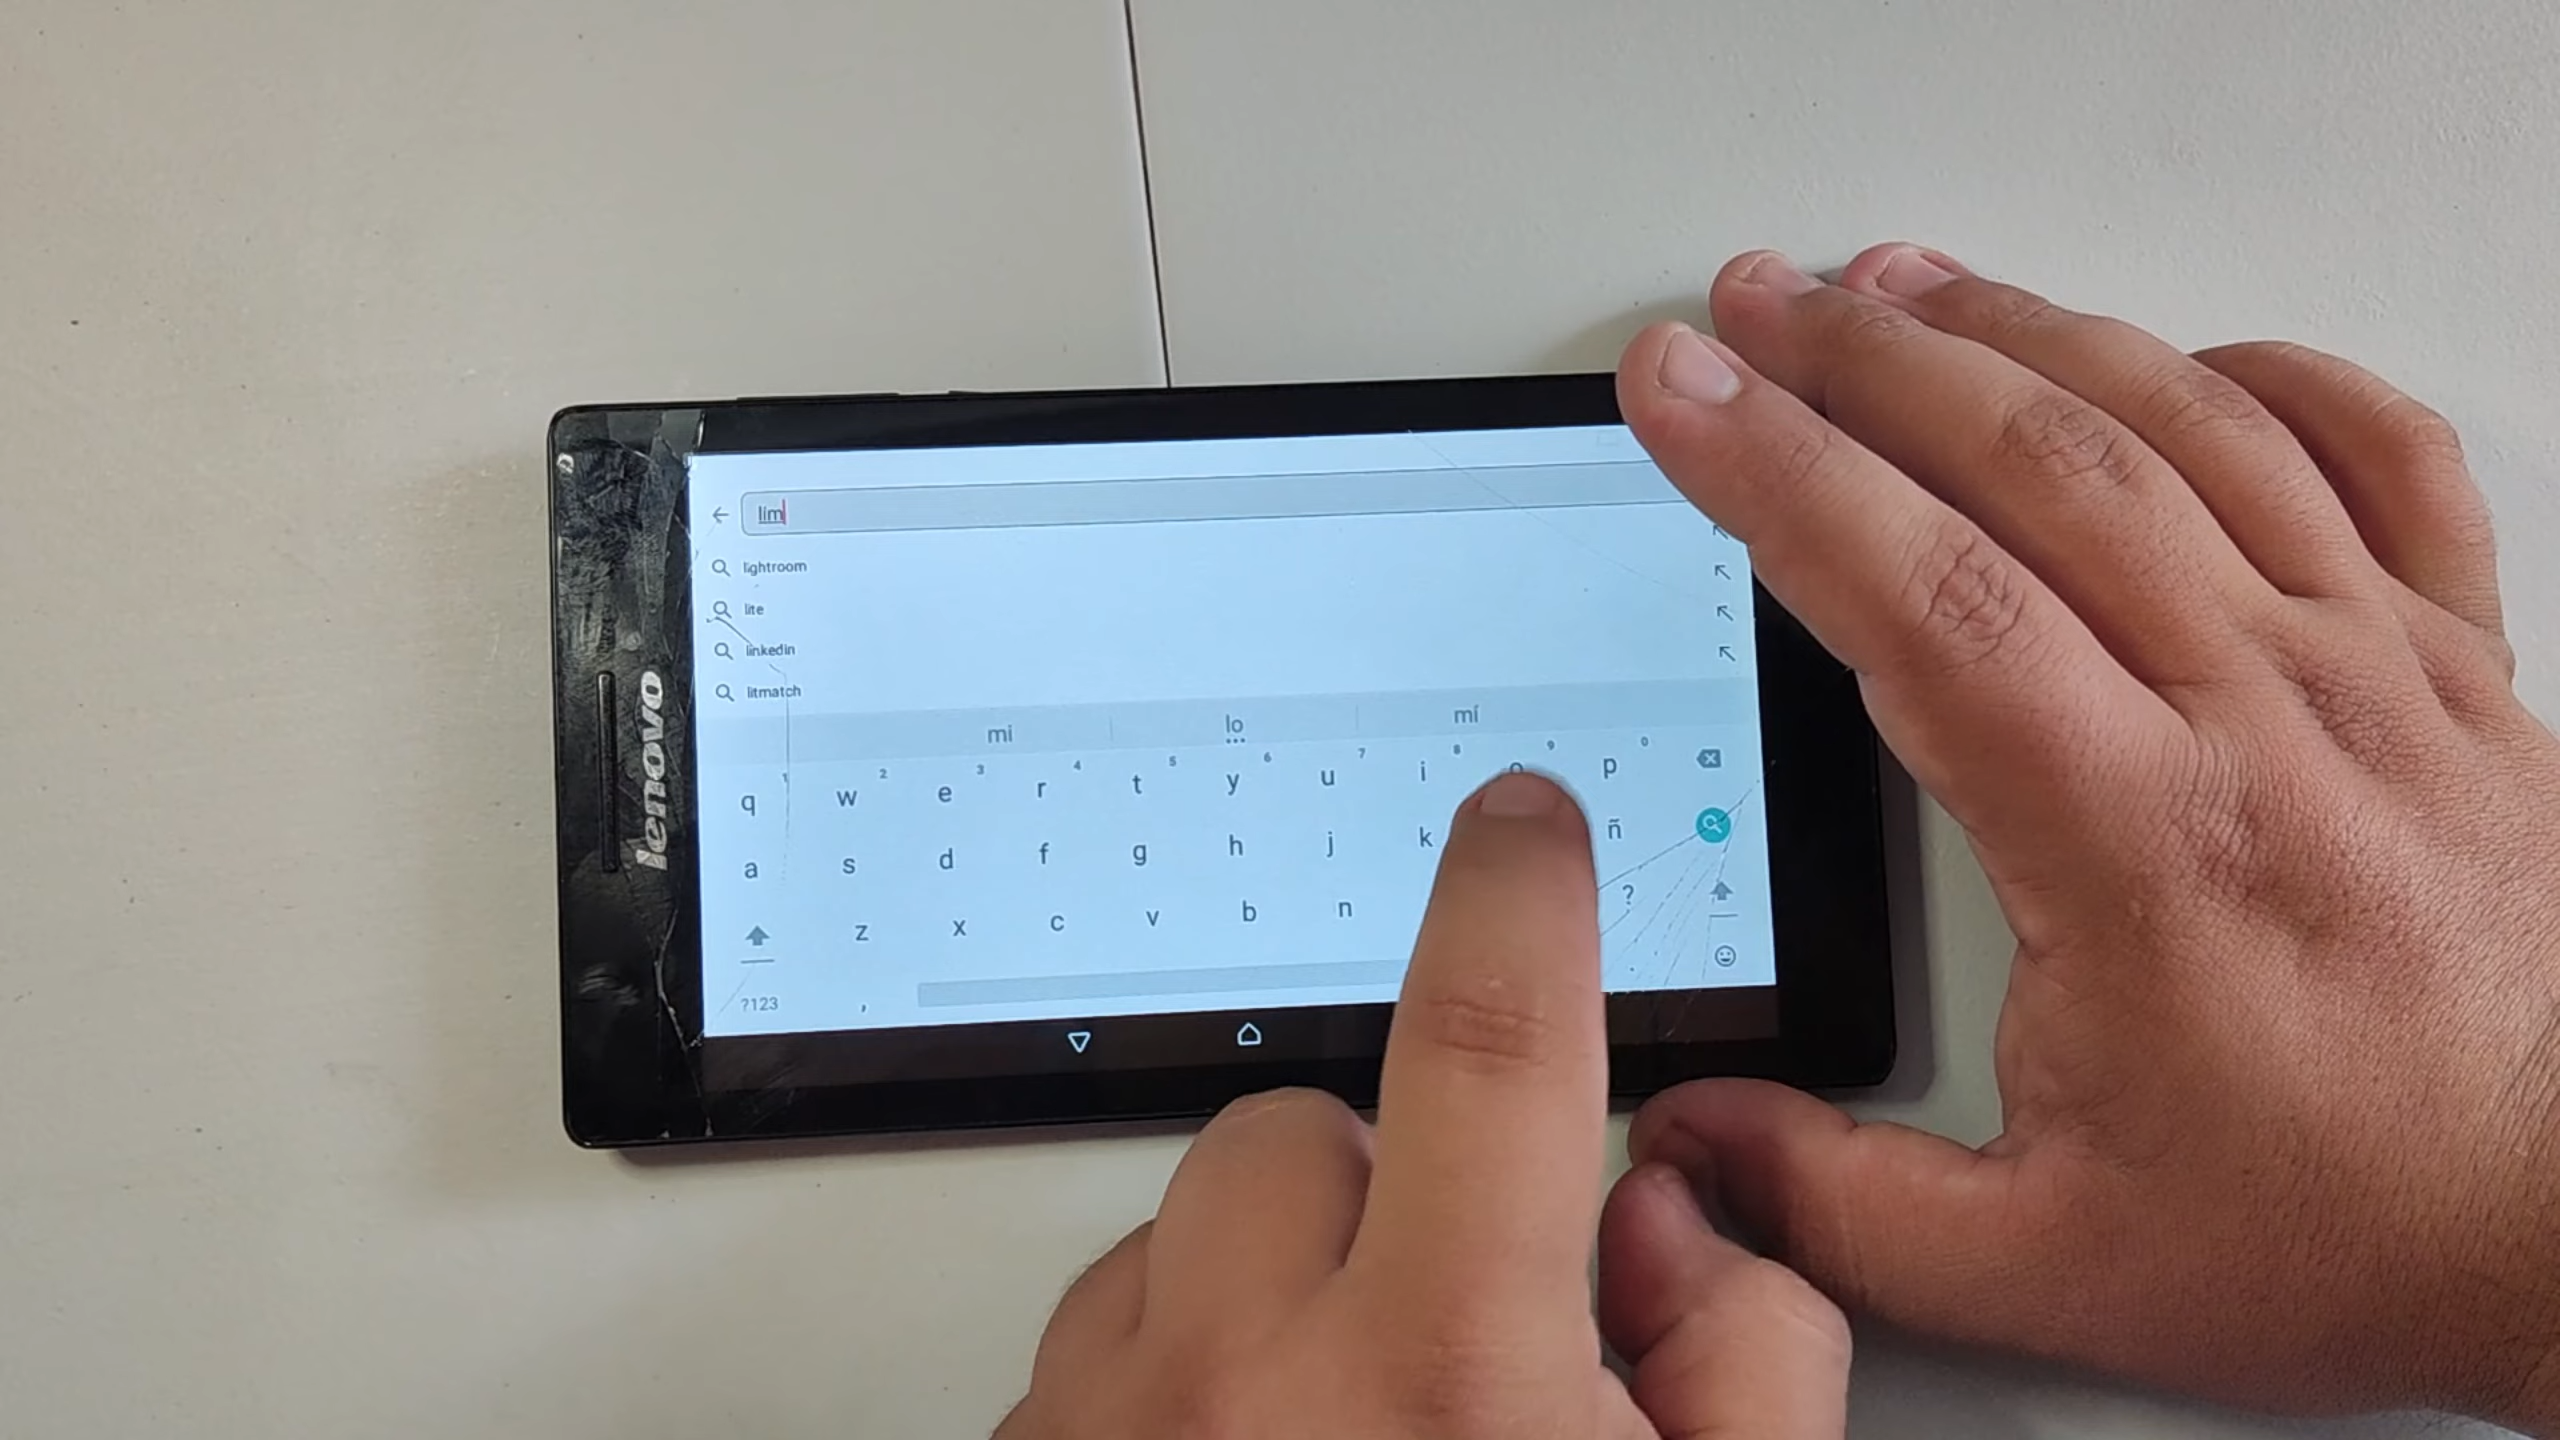 lenovo
lim
lightroom
lite
linkedin
litmatch
mi lo mí
1 2 3 4 5 6 7 8 9 0
q w e r t y u i o p
a s d f g h j k ñ
z x c v b n ?
?123 , .